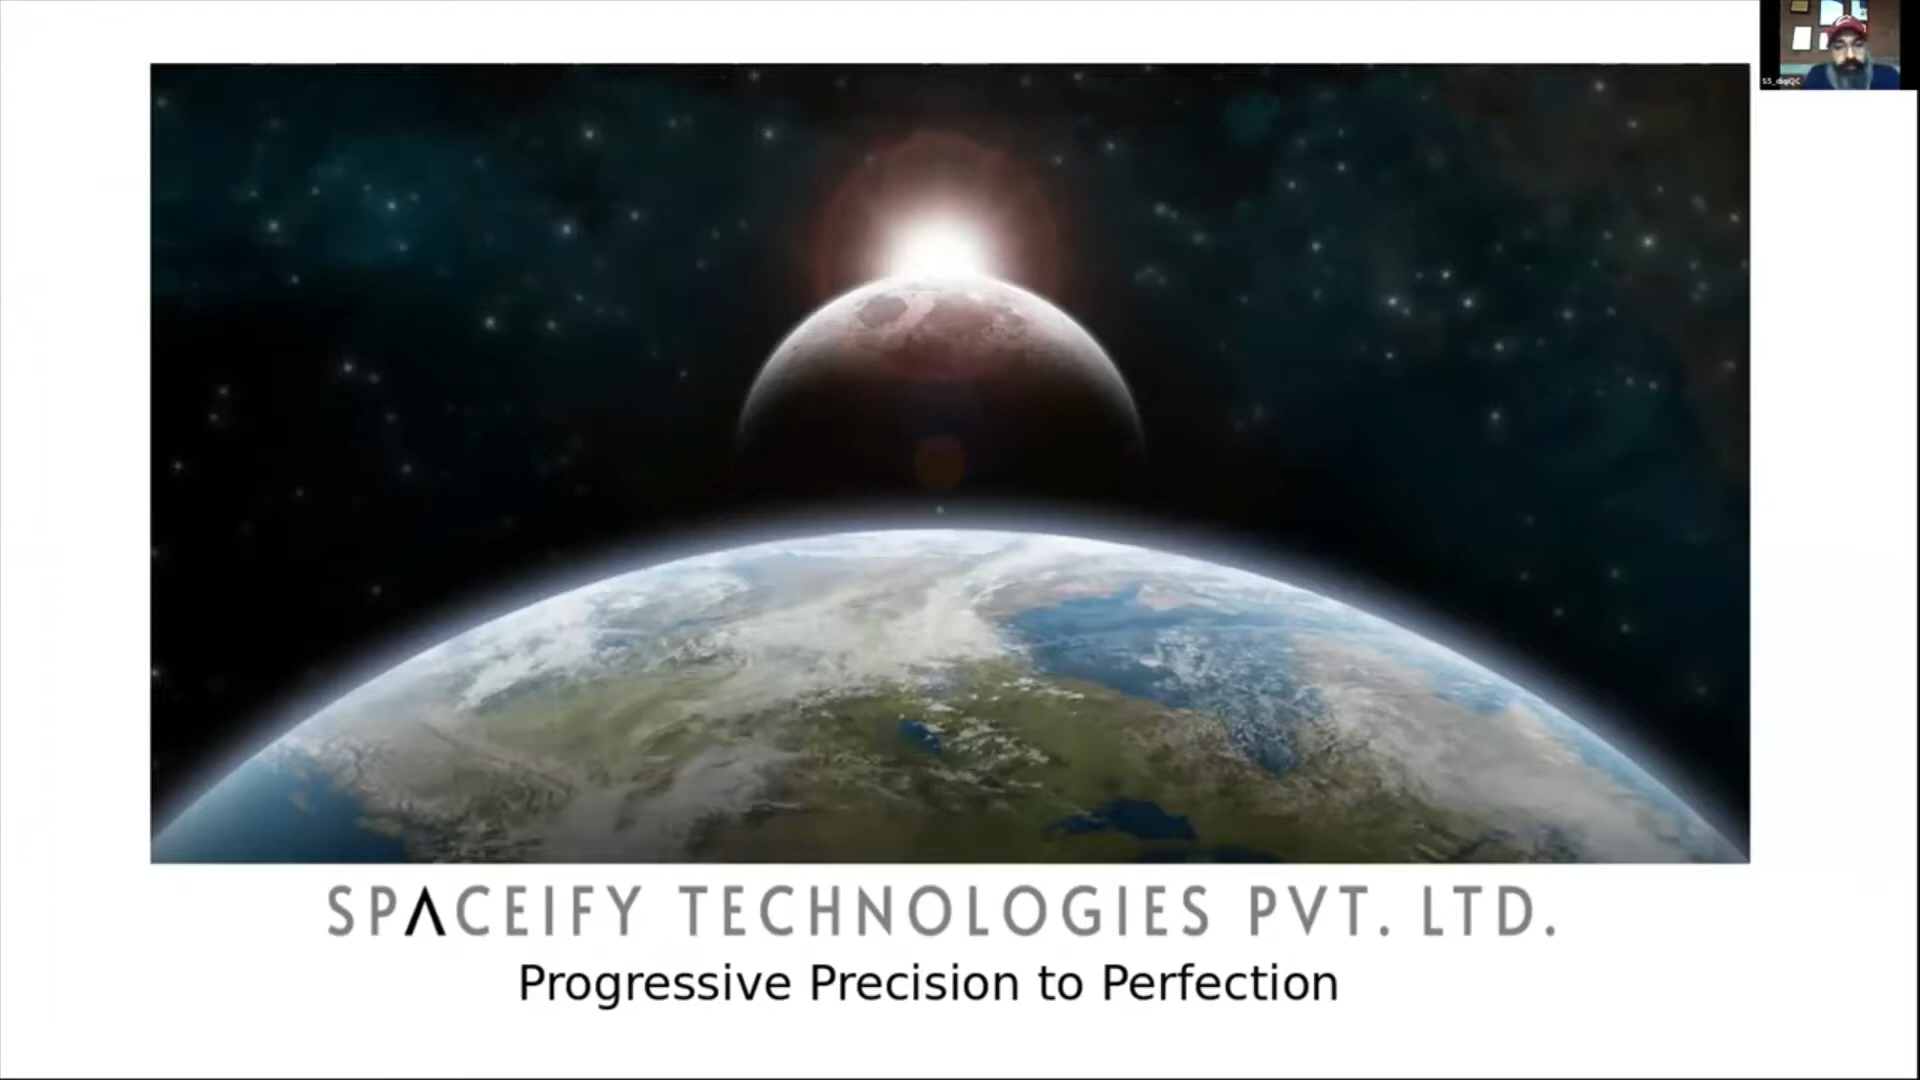 SPΛCEIFY TECHNOLOGIES PVT. LTD.
Progressive Precision to Perfection